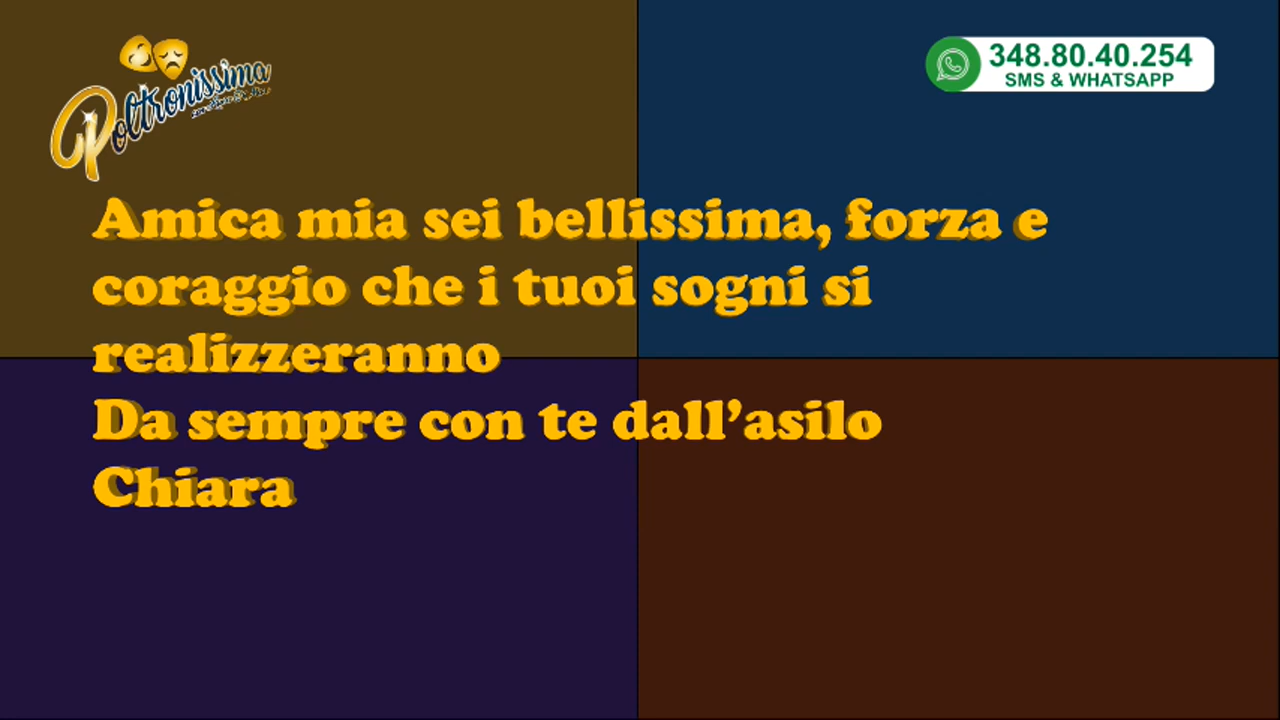 Poltronissima
348.80.40.254
SMS & WHATSAPP
Amica mia sei bellissima, forza e
coraggio che i tuoi sogni si
realizzeranno
Da sempre con te dall’asilo
Chiara